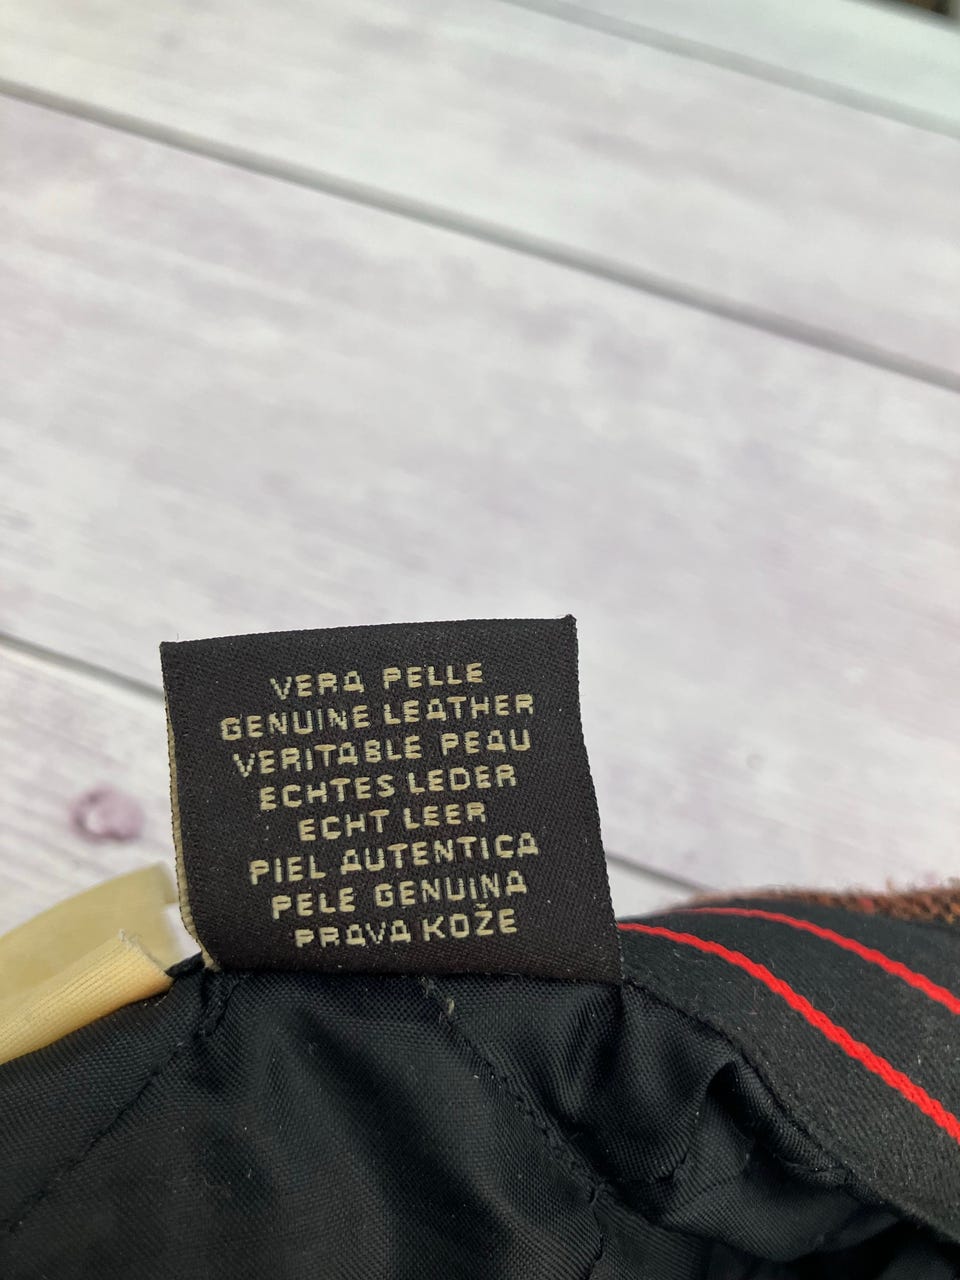 VERA PELLE
GENUINE LEATHER
VERITABLE PEAU
ECHTES LEDER
ECHT LEER
PIEL AUTENTICA
PELE GENUINA
PRAVA KOŽE